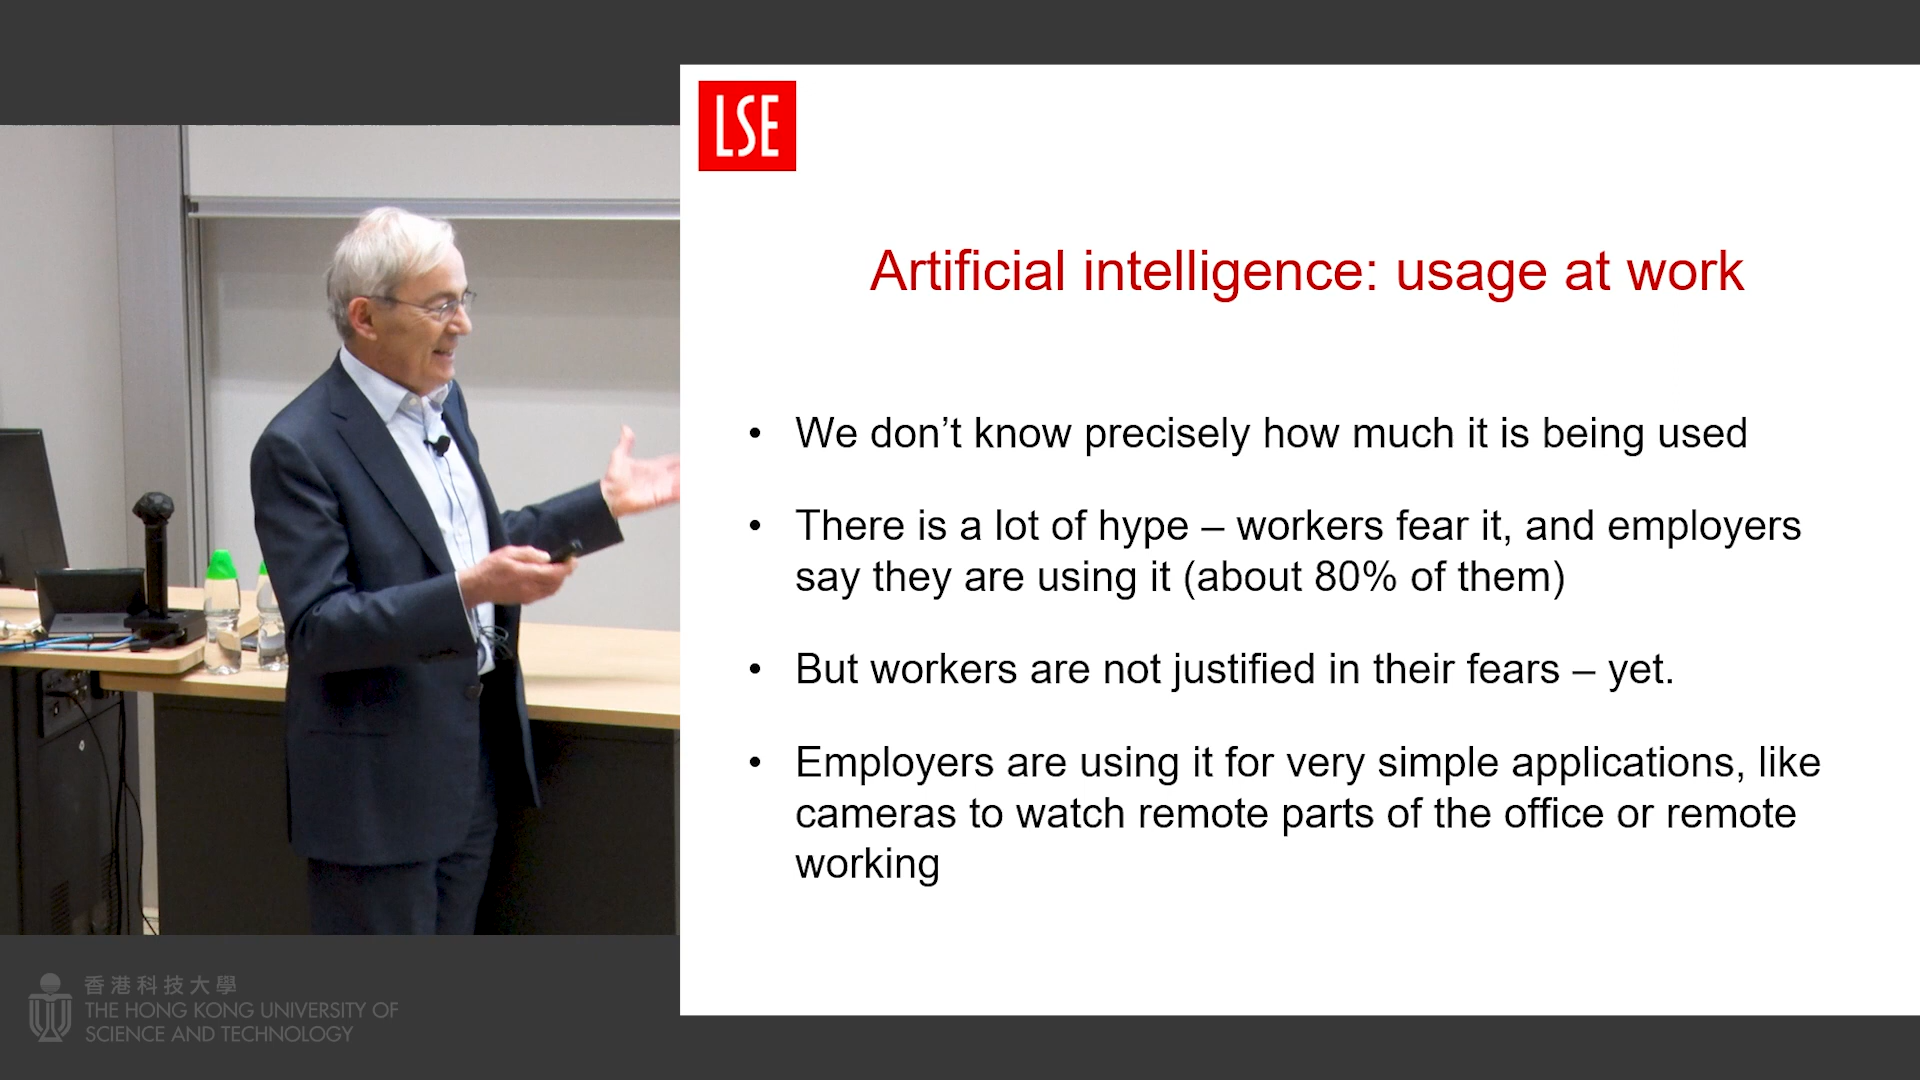 LSE
Artificial intelligence: usage at work
• We don’t know precisely how much it is being used
• There is a lot of hype – workers fear it, and employers
say they are using it (about 80% of them)
• But workers are not justified in their fears – yet.
• Employers are using it for very simple applications, like
cameras to watch remote parts of the office or remote
working
香港科技大學
THE HONG KONG UNIVERSITY OF
SCIENCE AND TECHNOLOGY